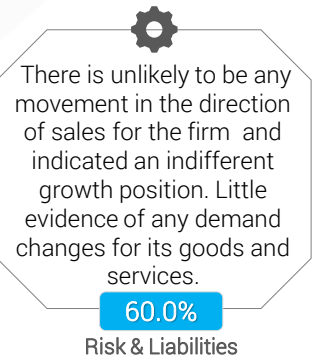 There is unlikely to be any
movement in the direction
of sales for the firm and
indicated an indifferent
growth position. Little
evidence of any demand
changes for its goods and
services.
60.0%
Risk & Liabilities